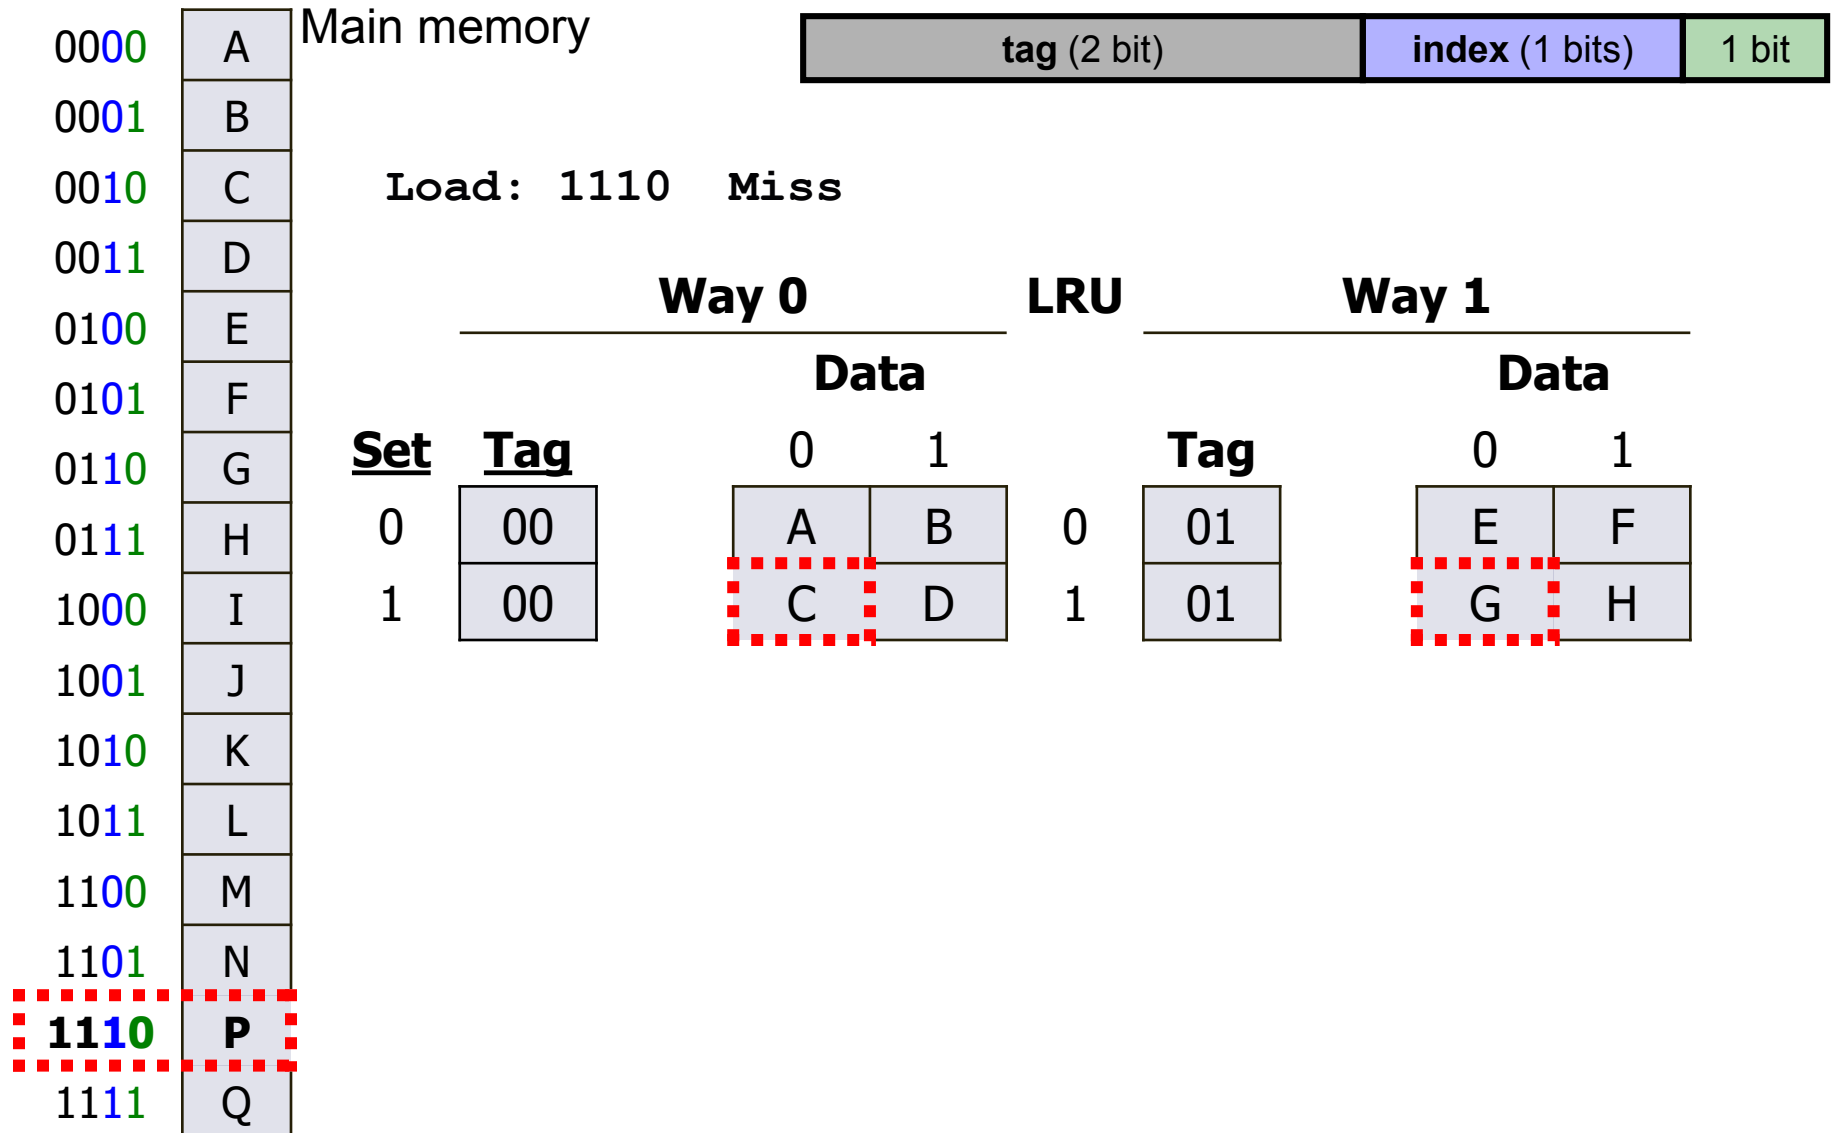 Main memory
tag (2 bit) index (1 bits) 1 bit
0000 A
0001 B
0010 C
0011 D
0100 E
0101 F
0110 G
0111 H
1000 I
1001 J
1010 K
1011 L
1100 M
1101 N
1110 P
1111 Q
Load: 1110 Miss
Way 0 LRU Way 1
Data Data
Set Tag 0 1 Tag 0 1
0 00 A B 0 01 E F
1 00 C D 1 01 G H